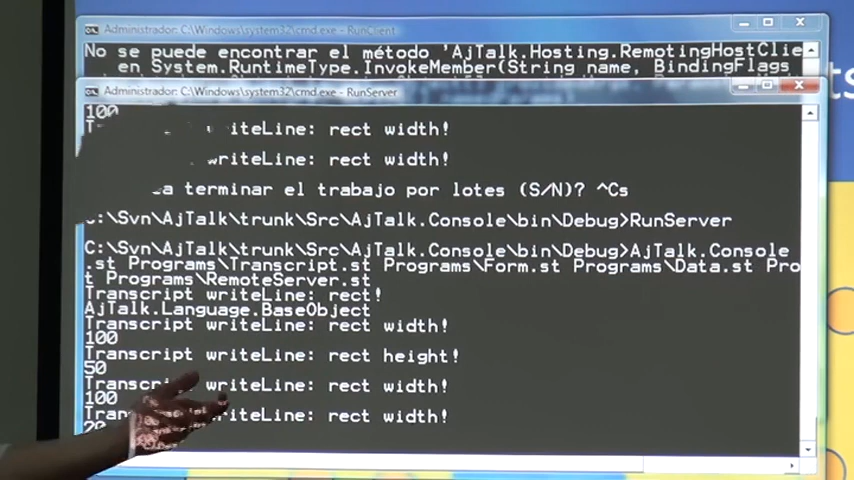 Administrador: C:\Windows\system32\cmd.exe - RunClient
No se puede encontrar el método 'AjTalk.Hosting.RemotingHostClie
en System.RuntimeType.InvokeMember(String name, BindingFlags
Administrador: C:\Windows\system32\cmd.exe - RunServer
100
iteLine: rect width!
writeLine: rect width!
terminar el trabajo por lotes (S/N)? ^Cs
C:\Svn\AjTalk\trunk\Src\AjTalk.Console\bin\Debug>RunServer
C:\Svn\AjTalk\trunk\Src\AjTalk.Console\bin\Debug>AjTalk.Console
.st Programs\Transcript.st Programs\Form.st Programs\Data.st Pro
t Programs\RemoteServer.st
Transcript writeLine: rect!
AjTalk.Language.BaseObject
Transcript writeLine: rect width!
100
Transcript writeLine: rect height!
50
Transcript writeLine: rect width!
100
Trans writeLine: rect width!
20